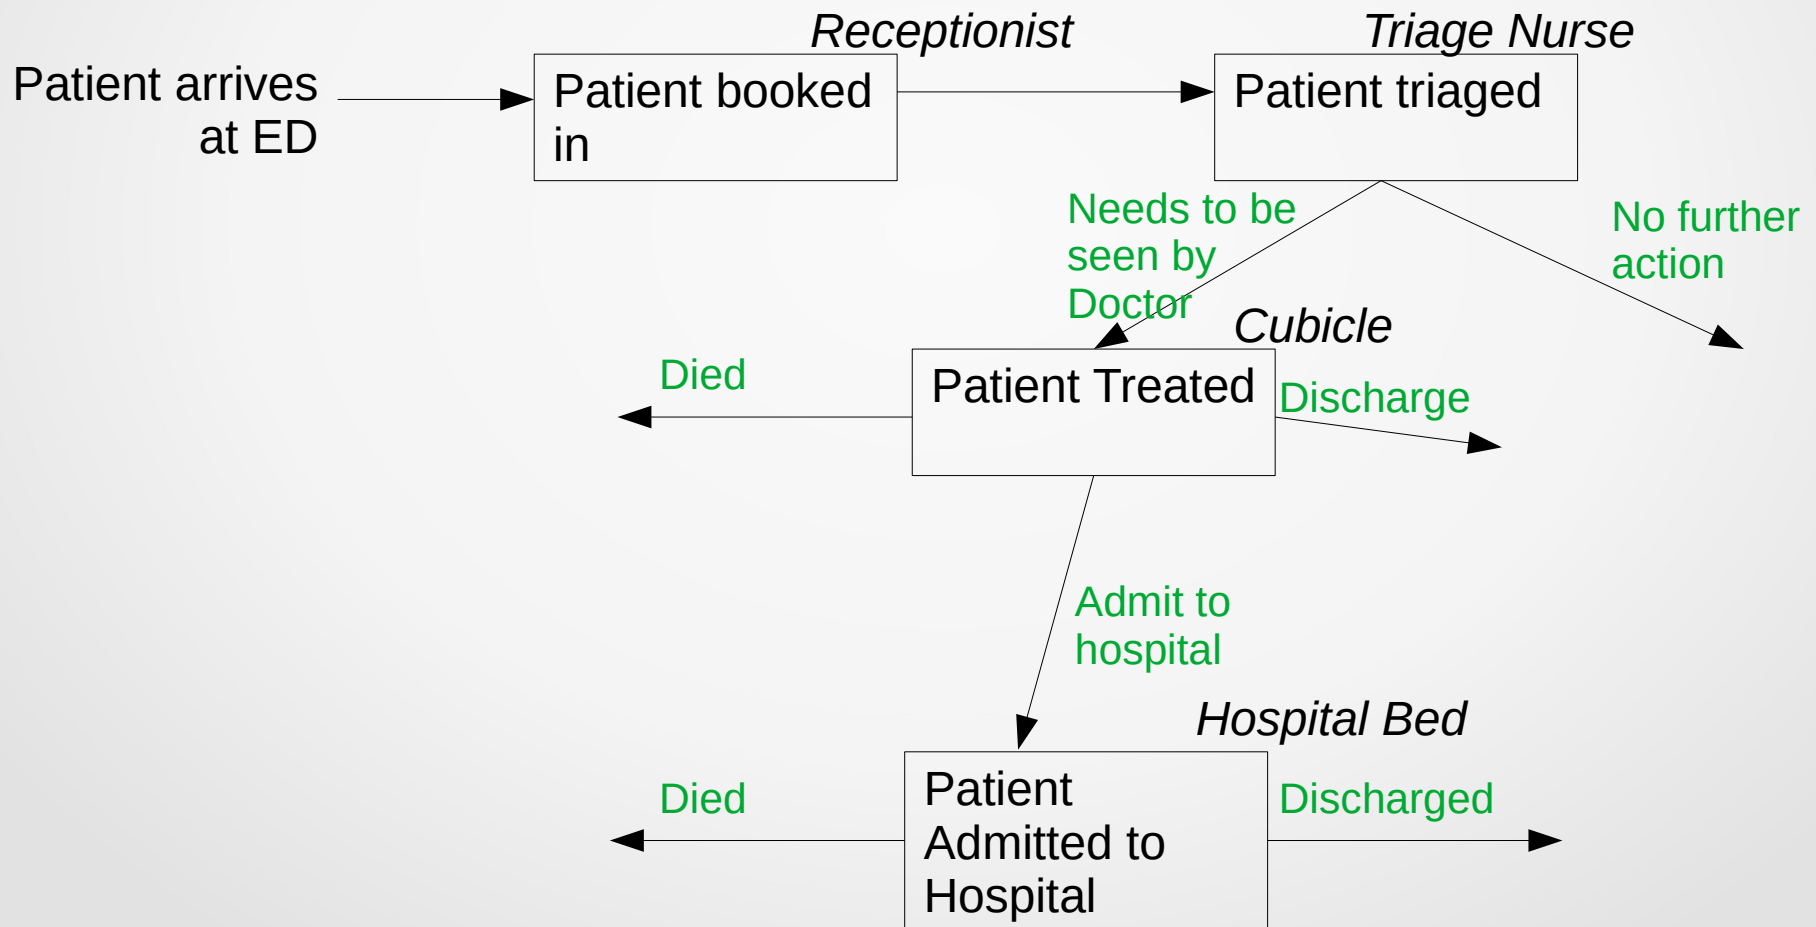 Receptionist
Triage Nurse
Patient arrives
at ED
Patient booked
in
Patient triaged
Needs to be
seen by
Doctor
No further
action
Cubicle
Died
Patient Treated
Discharge
Admit to
hospital
Hospital Bed
Died
Patient
Admitted to
Hospital
Discharged